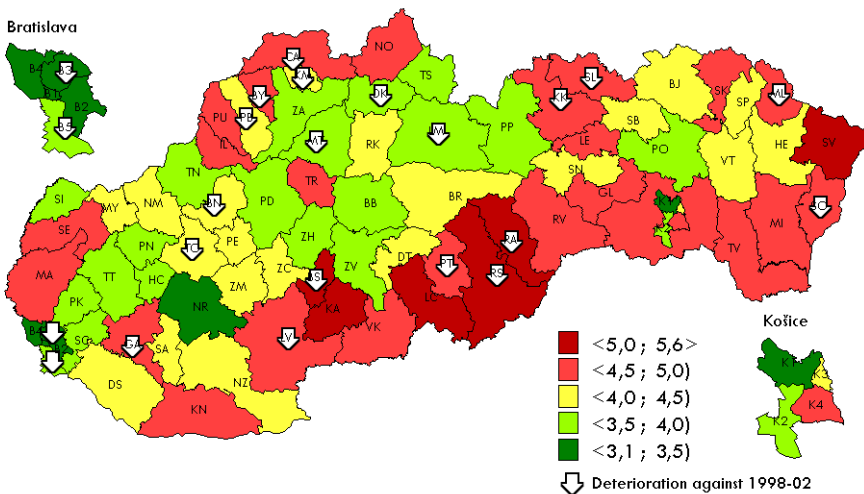 Bratislava
B4
B3
B1
B2
B5
CA
NO
KM
BY
PB
PU
IL
ZA
DK
TS
MT
LM
PP
RK
KK
SL
LE
BJ
SB
SK
SP
ML
HE
SV
VT
PO
SN
GL
TN
BN
PD
TR
BB
BR
RV
K1
SI
MY
NM
SE
PN
TO
PE
ZH
ZC
ZV
DT
BS
RA
PT
RS
SO
MI
TV
MA
TT
HC
ZM
NR
KA
LC
PK
SC
GA
SA
LV
VK
DS
NZ
KN
Košice
K1
K3
K4
K2
<5,0 ; 5,6>
<4,5 ; 5,0)
<4,0 ; 4,5)
<3,5 ; 4,0)
<3,1 ; 3,5)
Deterioration against 1998-02